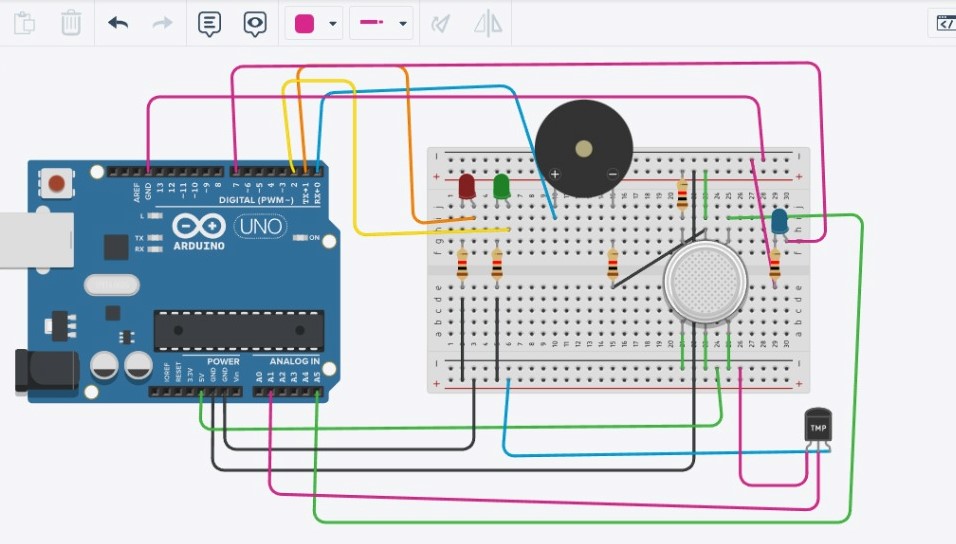 AREF
GND
13
12
~11
~10
~9
8
7
~6
~5
4
~3
2
TX→1
RX←0
DIGITAL (PWM~)
L
TX
RX
ARDUINO
UNO
ON
POWER
ANALOG IN
IOREF
RESET
3.3V
5V
GND
GND
Vin
A0
A1
A2
A3
A4
A5
TMP